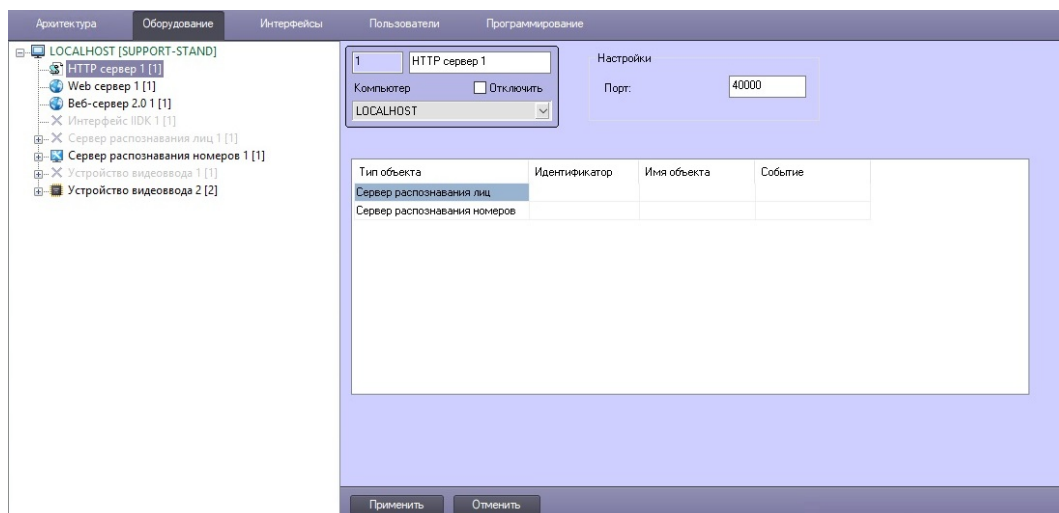 Архитектура Оборудование Интерфейсы Пользователи Программирование
LOCALHOST [SUPPORT-STAND]
HTTP сервер 1 [1]
Web сервер 1 [1]
Веб-сервер 2.0 1 [1]
Интерфейс IIDK 1 [1]
Сервер распознавания лиц 1 [1]
Сервер распознавания номеров 1 [1]
Устройство видеоввода 1 [1]
Устройство видеоввода 2 [2]
1 HTTP сервер 1
Компьютер Отключить
LOCALHOST
Настройки
Порт: 40000
Тип объекта Идентификатор Имя объекта Событие
Сервер распознавания лиц
Сервер распознавания номеров
Применить Отменить